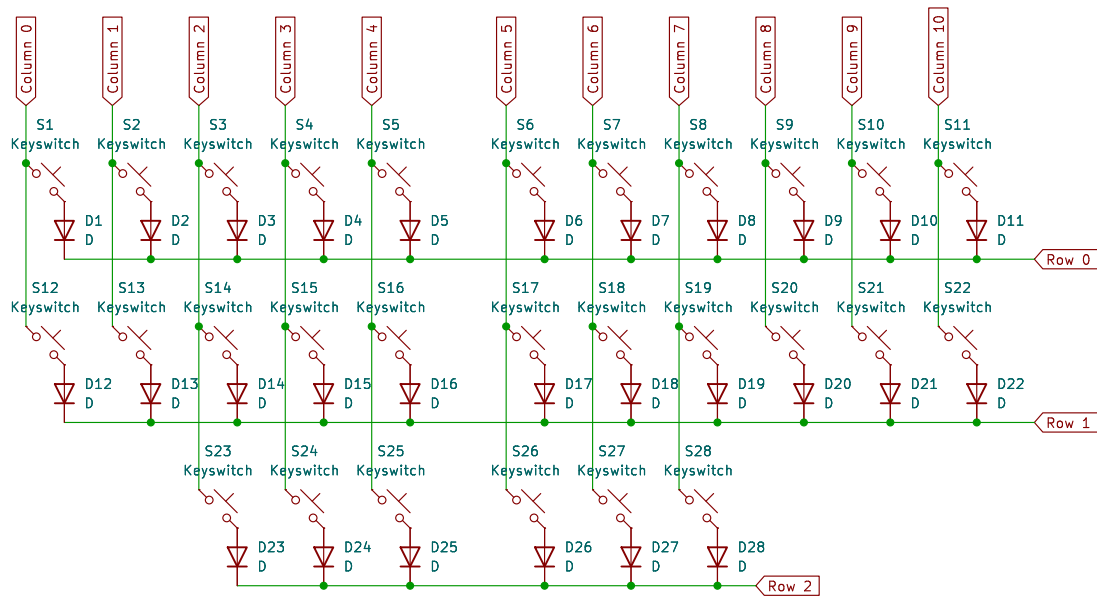 Column 0
Column 1
Column 2
Column 3
Column 4
Column 5
Column 6
Column 7
Column 8
Column 9
Column 10
S1 S2 S3 S4 S5 S6 S7 S8 S9 S10 S11
Keyswitch Keyswitch Keyswitch Keyswitch Keyswitch Keyswitch Keyswitch Keyswitch Keyswitch Keyswitch Keyswitch
D1 D2 D3 D4 D5 D6 D7 D8 D9 D10 D11
D D D D D D D D D D D
Row 0
S12 S13 S14 S15 S16 S17 S18 S19 S20 S21 S22
Keyswitch Keyswitch Keyswitch Keyswitch Keyswitch Keyswitch Keyswitch Keyswitch Keyswitch Keyswitch Keyswitch
D12 D13 D14 D15 D16 D17 D18 D19 D20 D21 D22
D D D D D D D D D D D
Row 1
S23 S24 S25 S26 S27 S28
Keyswitch Keyswitch Keyswitch Keyswitch Keyswitch Keyswitch
D23 D24 D25 D26 D27 D28
D D D D D D
Row 2